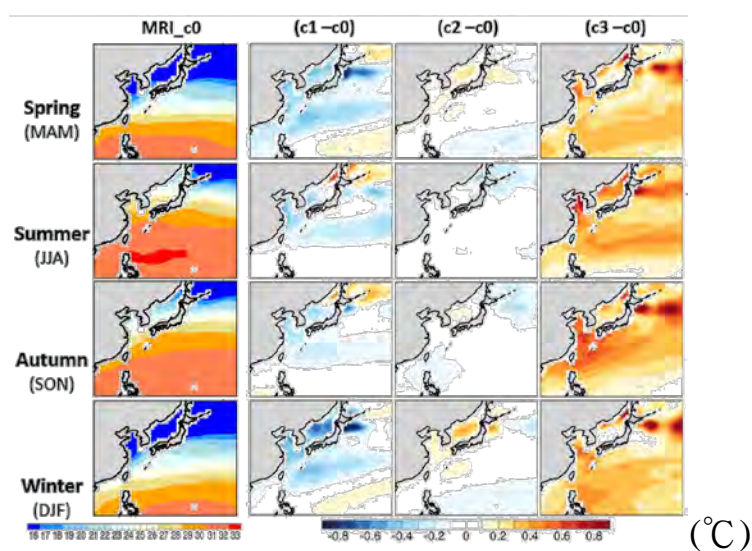 MRI_c0 (c1 –c0) (c2 –c0) (c3 –c0)
Spring
(MAM)
Summer
(JJA)
Autumn
(SON)
Winter
(DJF)
16 17 18 19 20 21 22 23 24 25 26 27 28 29 30 31 32 33
-0.8 -0.6 -0.4 -0.2 0 0.2 0.4 0.6 0.8
(℃)